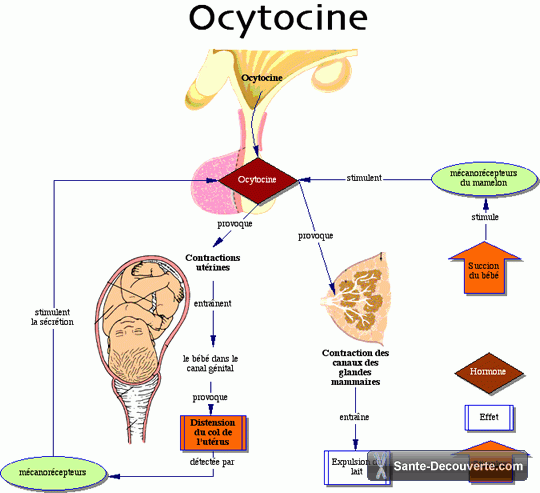 Ocytocine
Ocytocine
Ocytocine
stimulent
mécanorécepteurs
du mamelon
provoque
provoque
stimule
Contractions
utérines
Succion
du bébé
entraînent
stimulent
la sécrétion
le bébé dans le
canal génital
Contraction des
canaux des
glandes
mammaires
Hormone
provoque
Distension
du col de
l'utérus
entraîne
Effet
détectée par
mécanorécepteurs
Expulsion du
lait
Santé-Decouverte.com